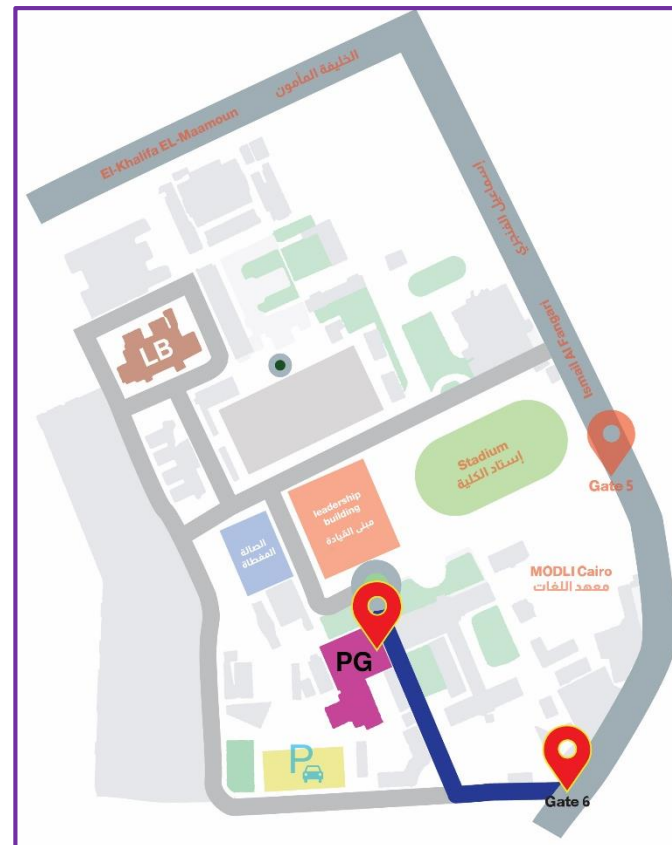 الخليفة المأمون
El-Khalifa EL-Maamoun
إسماعيل الفنجري
Ismail Al Fangari
LB
Stadium
إستاد الكلية
Gate 5
leadership
building
مبنى القيادة
الصالة
المغطاة
MODLI Cairo
معهد اللغات
PG
P
Gate 6